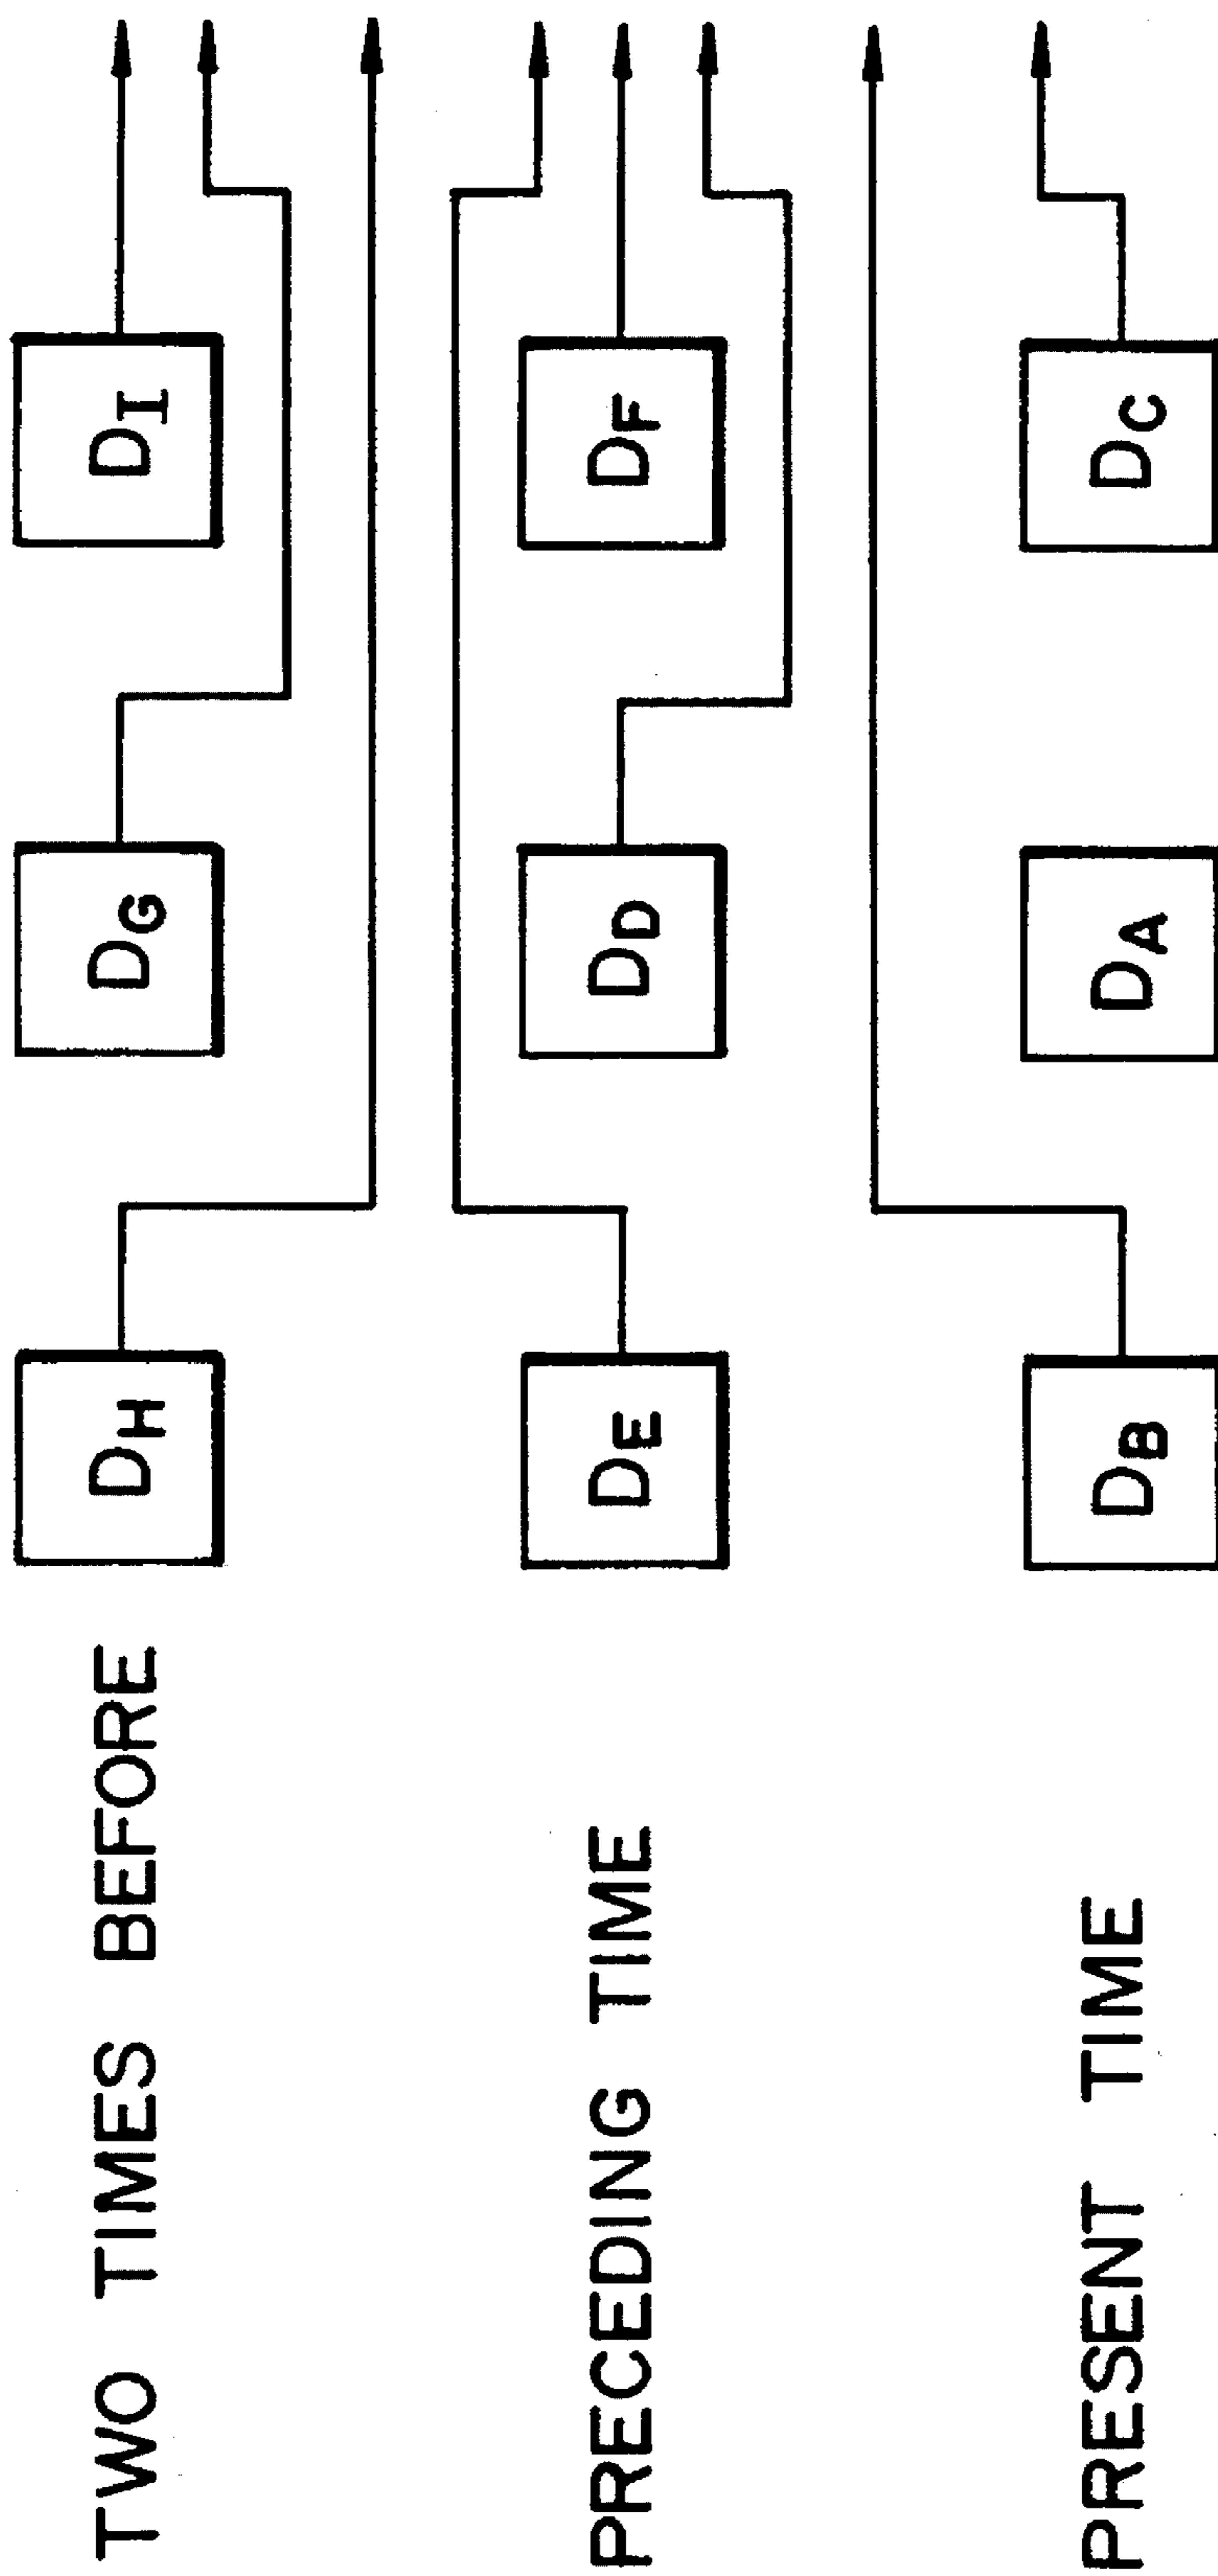 TWO TIMES BEFORE DH DG DI
PRECEDING TIME DE DD DF
PRESENT TIME DB DA DC